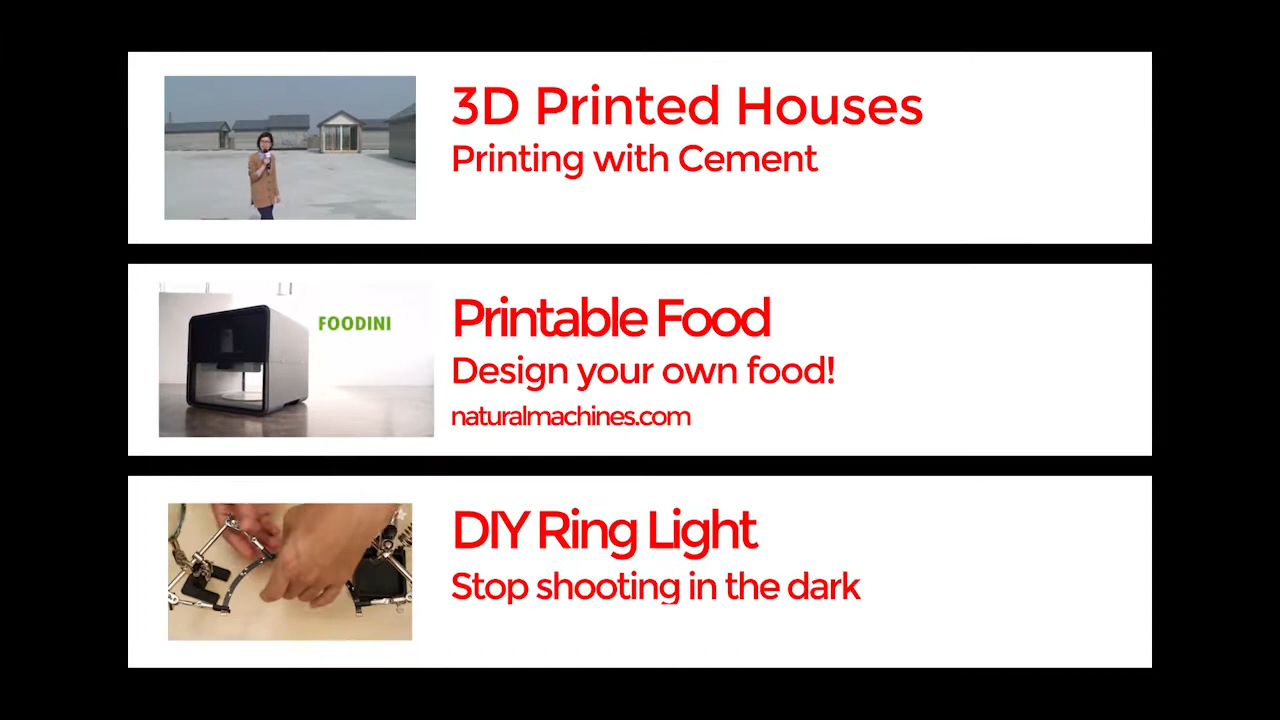 3D Printed Houses
Printing with Cement
FOODINI
Printable Food
Design your own food!
naturalmachines.com
DIY Ring Light
Stop shooting in the dark